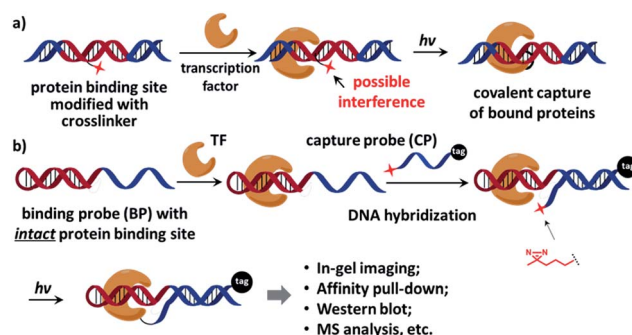 a)
hv
transcription
factor
protein binding site
modified with
crosslinker
possible
interference
covalent capture
of bound proteins
b)
TF
capture probe (CP)
tag
tag
binding probe (BP) with
intact protein binding site
DNA hybridization
N
N
hv
tag
• In-gel imaging;
• Affinity pull-down;
• Western blot;
• MS analysis, etc.